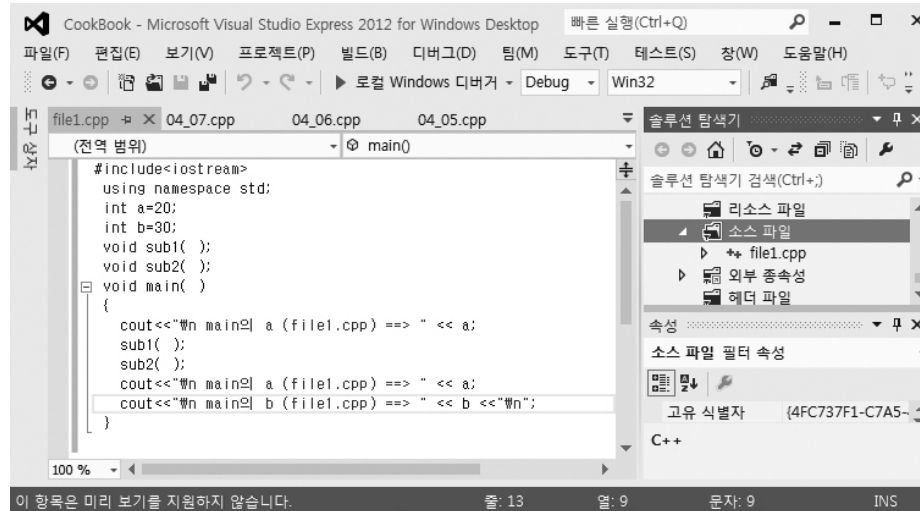 CookBook - Microsoft Visual Studio Express 2012 for Windows Desktop 빠른 실행(Ctrl+Q)
파일(F) 편집(E) 보기(V) 프로젝트(P) 빌드(B) 디버그(D) 팀(M) 도구(T) 테스트(S) 창(W) 도움말(H)
로컬 Windows 디버거 Debug Win32
도구 상자
file1.cpp 04_07.cpp 04_06.cpp 04_05.cpp
(전역 범위) main()
#include<iostream>
using namespace std;
int a=20;
int b=30;
void sub1( );
void sub2( );
void main( )
{
cout<<"₩n main의 a (file1.cpp) ==> " << a;
sub1( );
sub2( );
cout<<"₩n main의 a (file1.cpp) ==> " << a;
cout<<"₩n main의 b (file1.cpp) ==> " << b <<"₩n";
}
100 %
솔루션 탐색기
솔루션 탐색기 검색(Ctrl+;)
리소스 파일
소스 파일
++ file1.cpp
외부 종속성
헤더 파일
속성
소스 파일 필터 속성
고유 식별자 {4FC737F1-C7A5-
C++
이 항목은 미리 보기를 지원하지 않습니다. 줄: 13 열: 9 문자: 9 INS